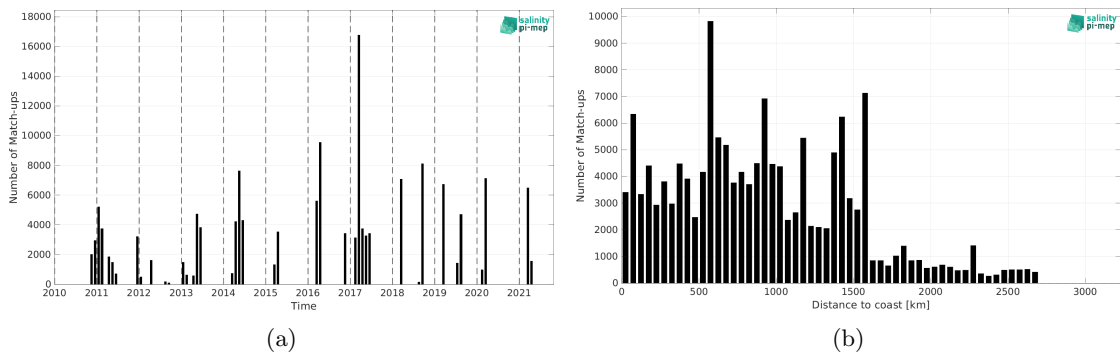 salinity
pi-mep
18000
16000
14000
12000
10000
8000
6000
4000
2000
0
Number of Match-ups
2010 2011 2012 2013 2014 2015 2016 2017 2018 2019 2020 2021
Time
(a)
salinity
pi-mep
10000
9000
8000
7000
6000
5000
4000
3000
2000
1000
0
Number of Match-ups
0 500 1000 1500 2000 2500 3000
Distance to coast [km]
(b)